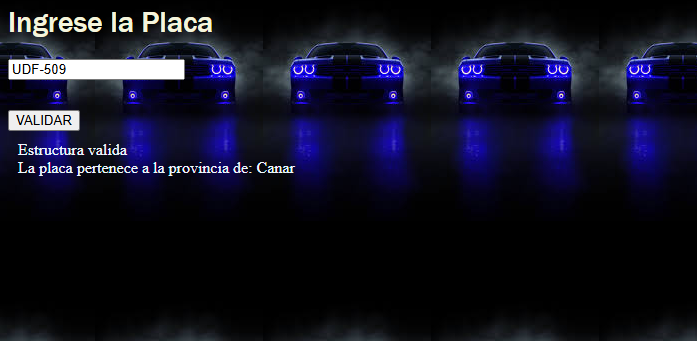 Ingrese la Placa
UDF-509
VALIDAR
Estructura valida
La placa pertenece a la provincia de: Canar